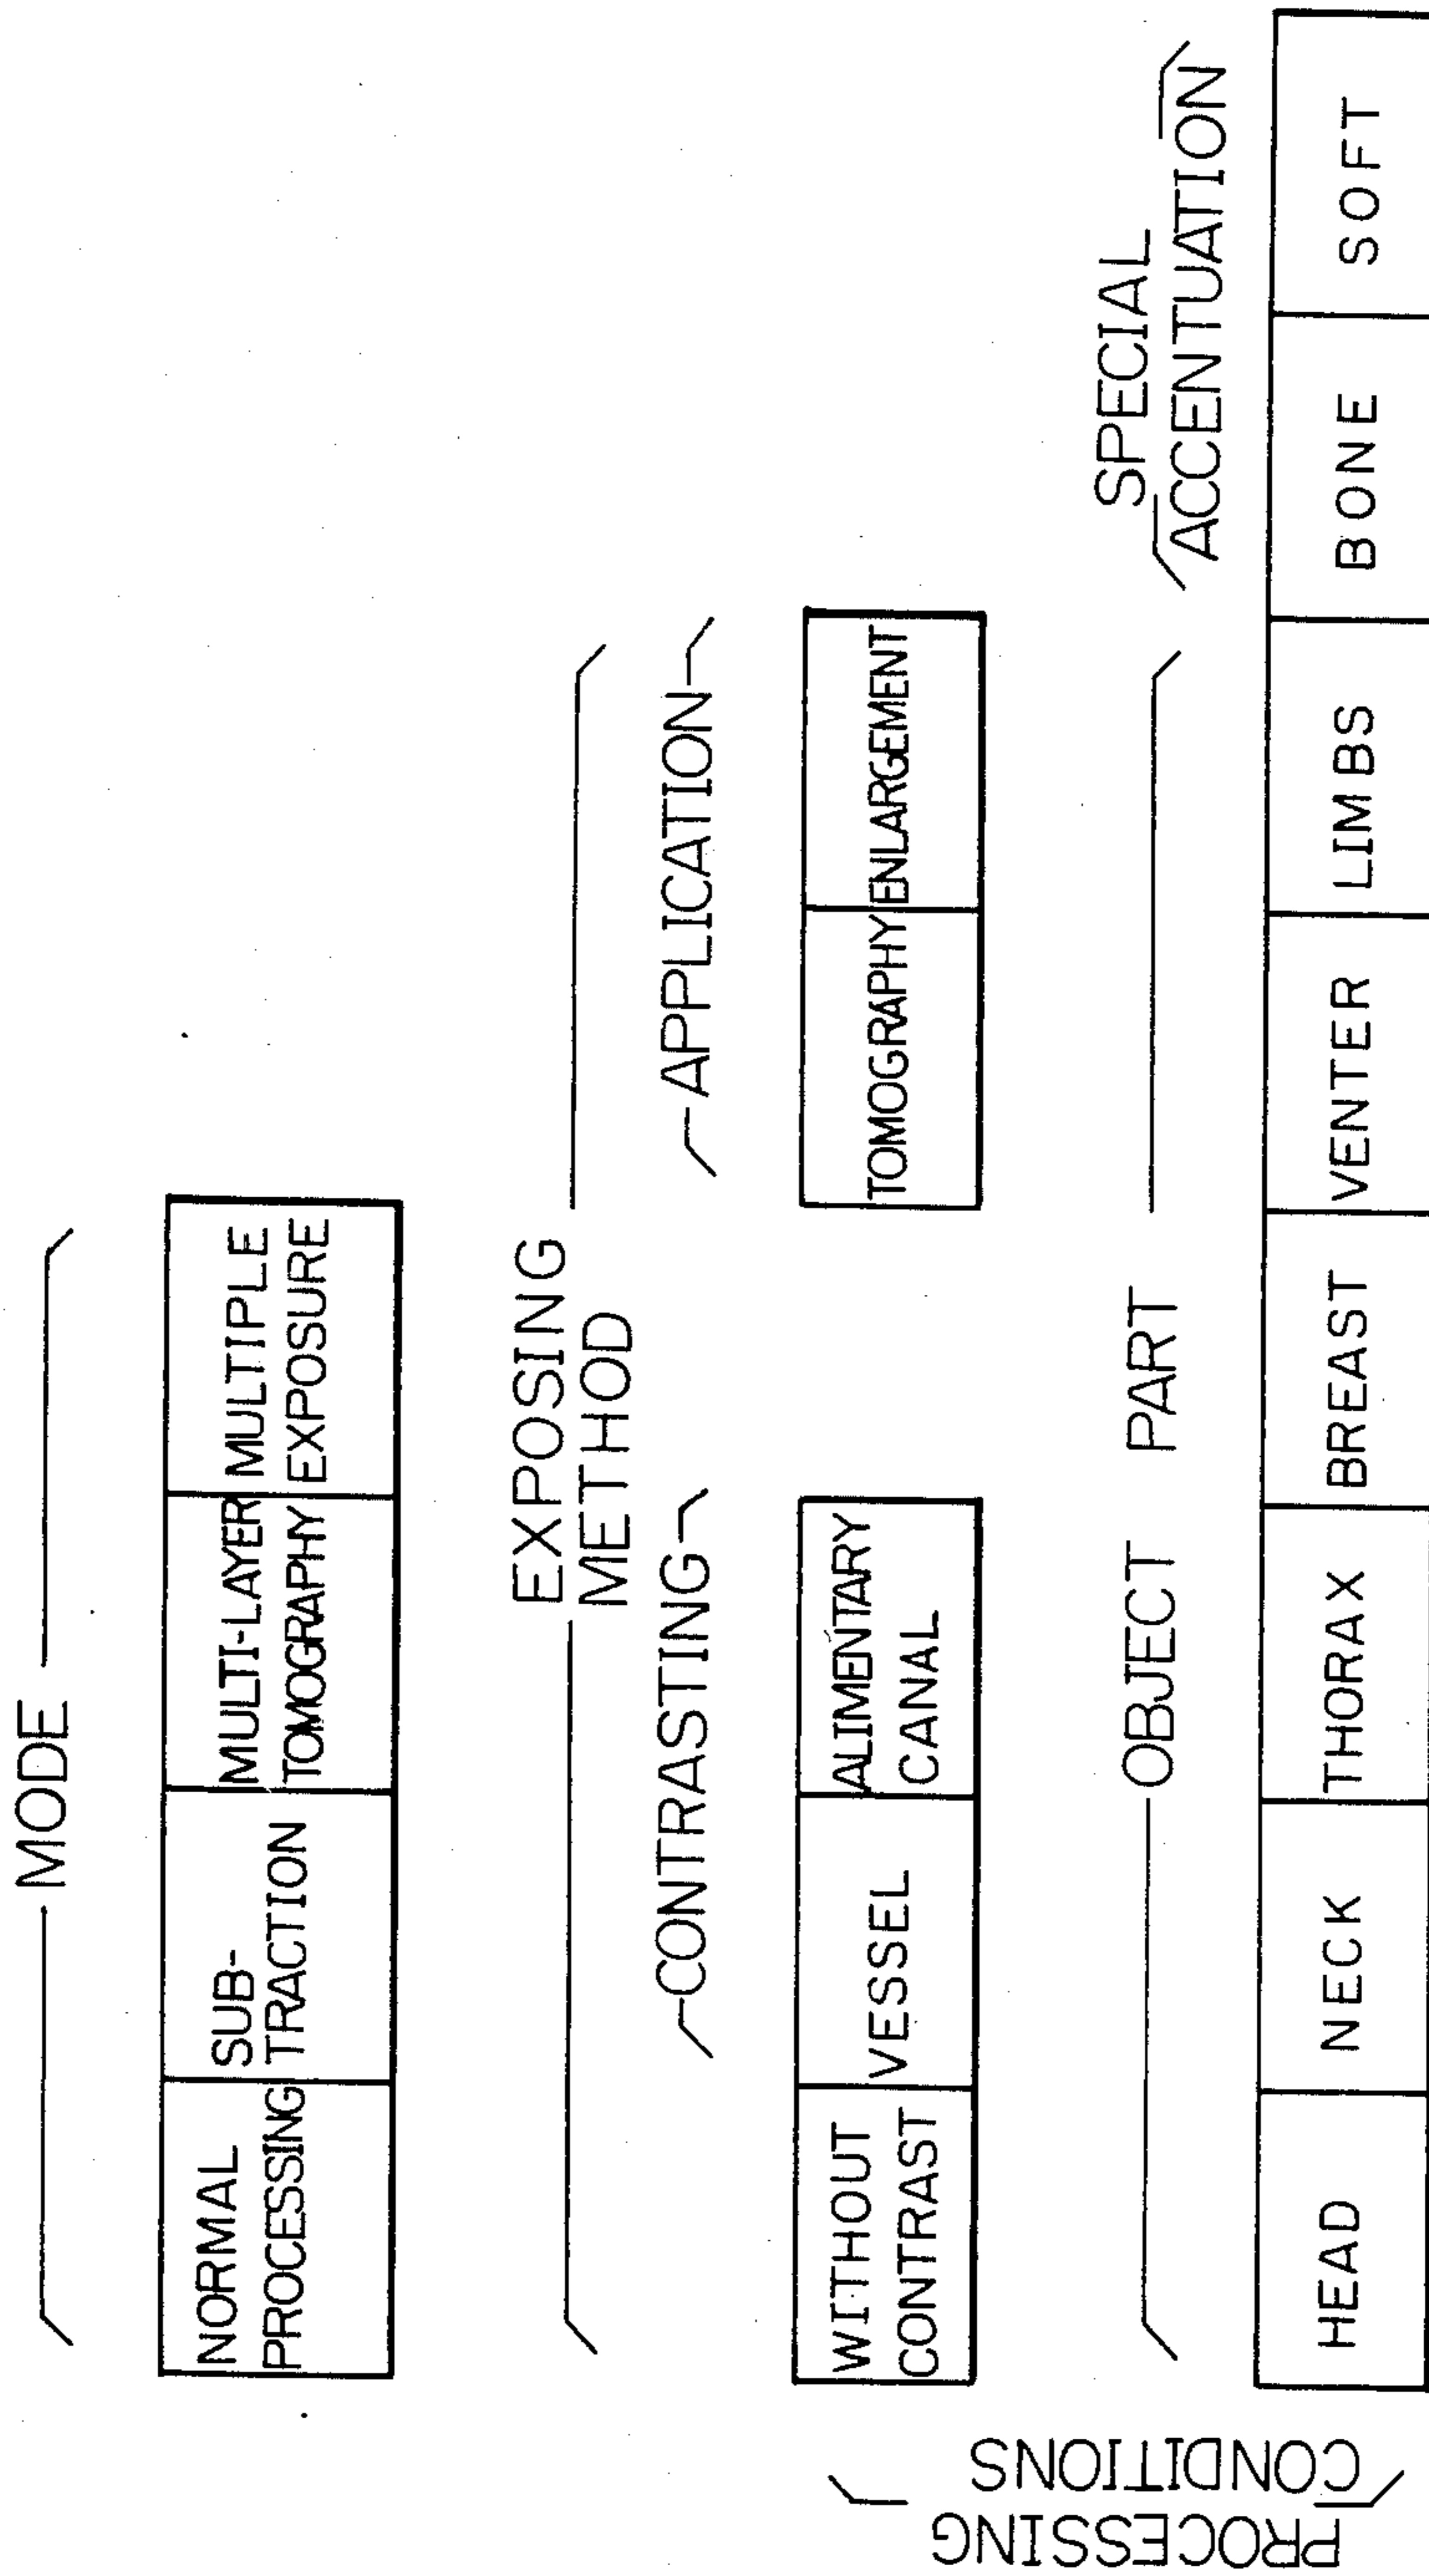 MODE
NORMAL
PROCESSING
SUB-
TRACTION
MULTI-LAYER
TOMOGRAPHY
MULTIPLE
EXPOSURE
EXPOSING
METHOD
CONTRASTING
APPLICATION
PROCESSING
CONDITIONS
WITHOUT
CONTRAST
VESSEL
ALIMENTARY
CANAL
TOMOGRAPHY
ENLARGEMENT
OBJECT PART
SPECIAL
ACCENTUATION
HEAD
NECK
THORAX
BREAST
VENTER
LIMBS
BONE
SOFT